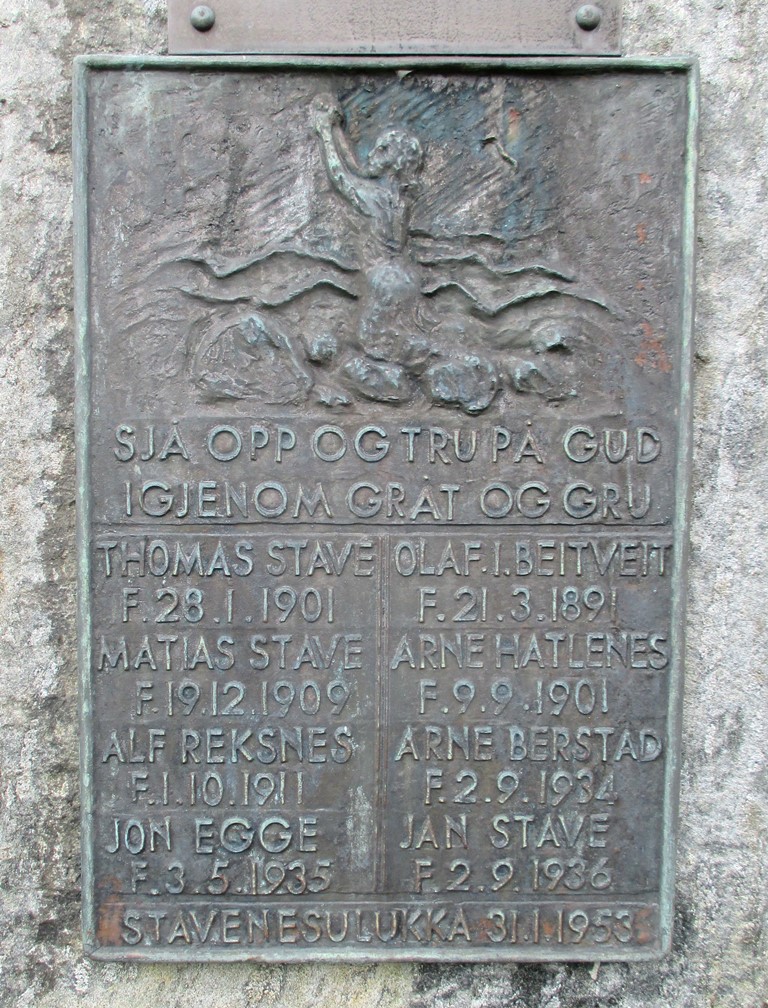 SJÅ OPP OG TRU PÅ GUD
IGJENOM GRÅT OG GRU
THOMAS STAVE
F.28.1.1901
MATIAS STAVE
F.19.12.1909
ALF REKSNES
F.1.10.1911
JON EGGE
F.3.5.1935
OLAF.I.BEITVEIT
F.21.3.1891
ARNE HATLENES
F.9.9.1901
ARNE BERSTAD
F.2.9.1934
JAN STAVE
F.2.9.1936
STAVENESULUKKA 31.1.1953